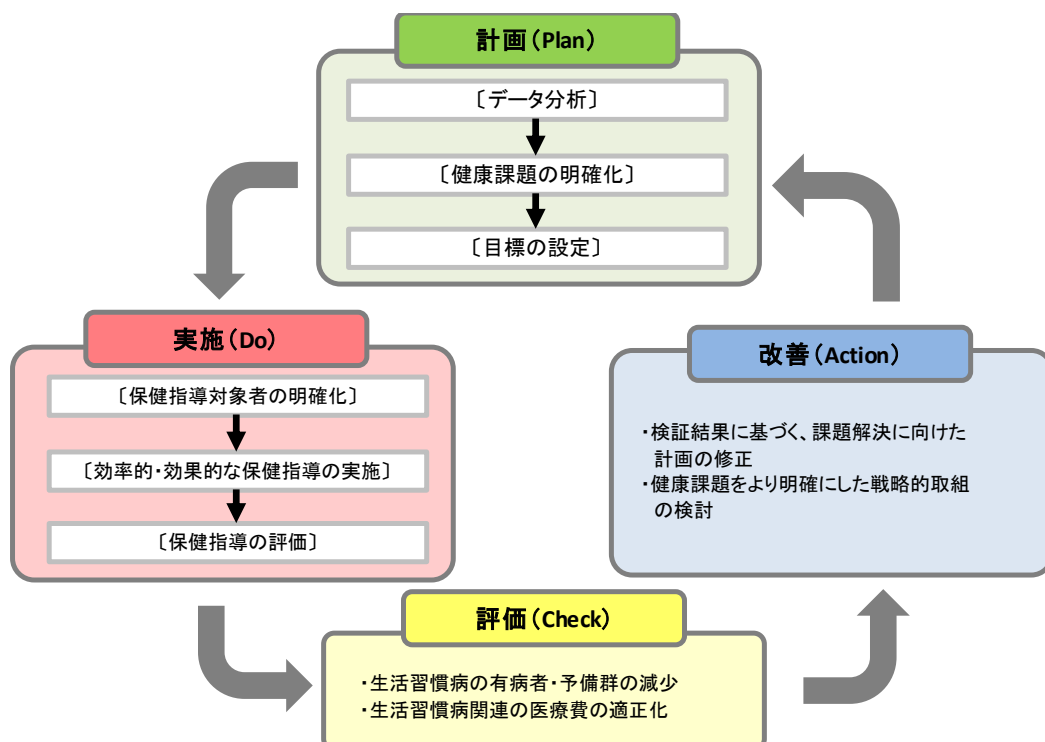 計画(Plan)
〔データ分析〕
〔健康課題の明確化〕
〔目標の設定〕
実施(Do)
〔保健指導対象者の明確化〕
〔効率的・効果的な保健指導の実施〕
〔保健指導の評価〕
評価(Check)
・生活習慣病の有病者・予備群の減少
・生活習慣病関連の医療費の適正化
改善(Action)
・検証結果に基づく、課題解決に向けた
計画の修正
・健康課題をより明確にした戦略的取組
の検討